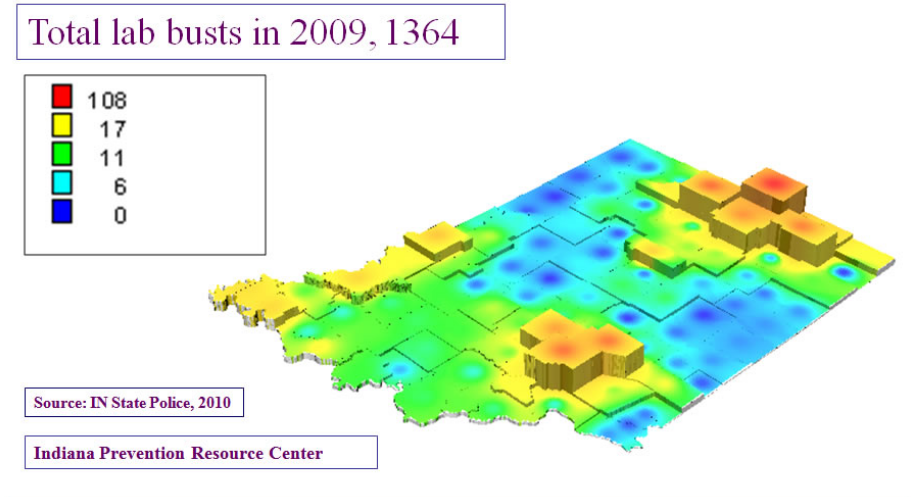 Total lab busts in 2009, 1364
108
17
11
6
0
Source: IN State Police, 2010
Indiana Prevention Resource Center